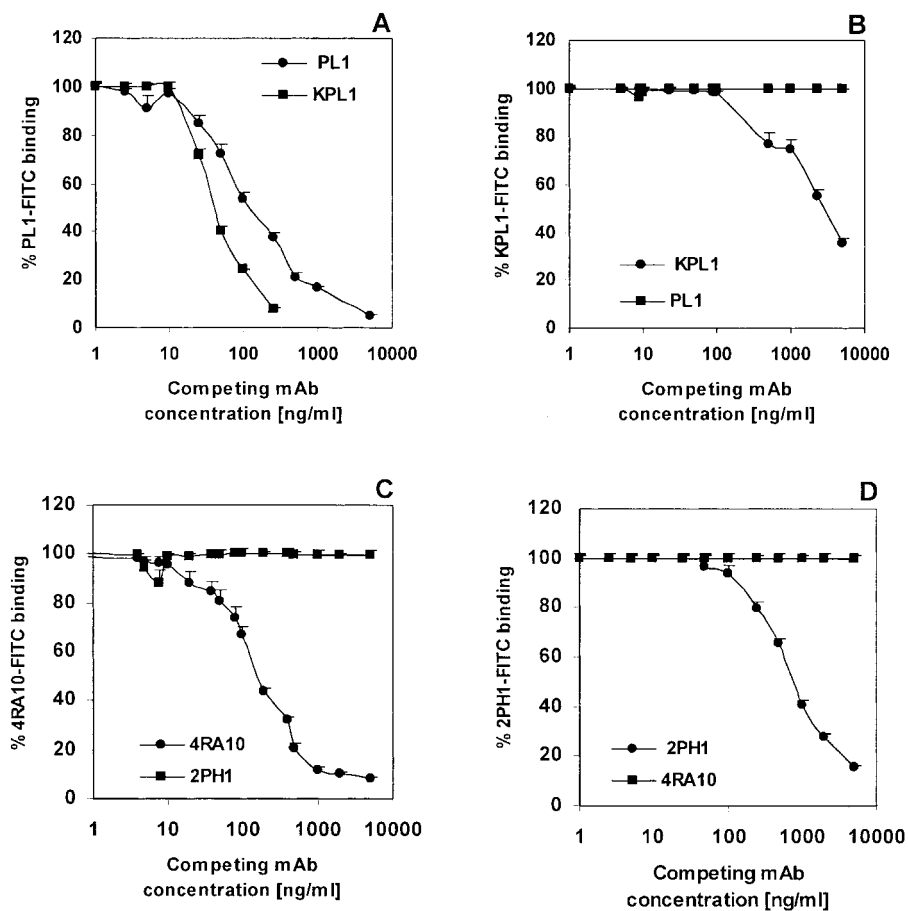 A
120
100
80
60
40
20
0
% PL1-FITC binding
PL1
KPL1
1 10 100 1000 10000
Competing mAb
concentration [ng/ml]
B
120
100
80
60
40
20
0
% KPL1-FITC binding
KPL1
PL1
1 10 100 1000 10000
Competing mAb
concentration [ng/ml]
C
120
100
80
60
40
20
0
% 4RA10-FITC binding
4RA10
2PH1
1 10 100 1000 10000
Competing mAb
concentration [ng/ml]
D
120
100
80
60
40
20
0
% 2PH1-FITC binding
2PH1
4RA10
1 10 100 1000 10000
Competing mAb
concentration [ng/ml]